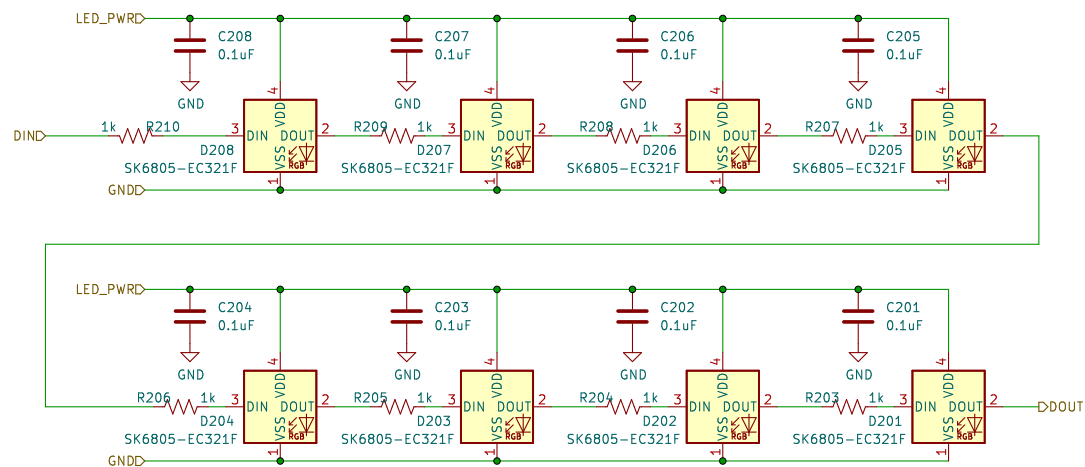 LED_PWR
C208
0.1uF
C207
0.1uF
C206
0.1uF
C205
0.1uF
GND
GND
GND
GND
DIN
1k
R210
3
DIN
DOUT
2
4
VDD
VSS
1
RGB
D208
SK6805-EC321F
R209
1k
3
DIN
DOUT
2
4
VDD
VSS
1
RGB
D207
SK6805-EC321F
R208
1k
3
DIN
DOUT
2
4
VDD
VSS
1
RGB
D206
SK6805-EC321F
R207
1k
3
DIN
DOUT
2
4
VDD
VSS
1
RGB
D205
SK6805-EC321F
GND
LED_PWR
C204
0.1uF
C203
0.1uF
C202
0.1uF
C201
0.1uF
GND
GND
GND
GND
R206
1k
3
DIN
DOUT
2
4
VDD
VSS
1
RGB
D204
SK6805-EC321F
R205
1k
3
DIN
DOUT
2
4
VDD
VSS
1
RGB
D203
SK6805-EC321F
R204
1k
3
DIN
DOUT
2
4
VDD
VSS
1
RGB
D202
SK6805-EC321F
R203
1k
3
DIN
DOUT
2
4
VDD
VSS
1
RGB
D201
SK6805-EC321F
DOUT
GND